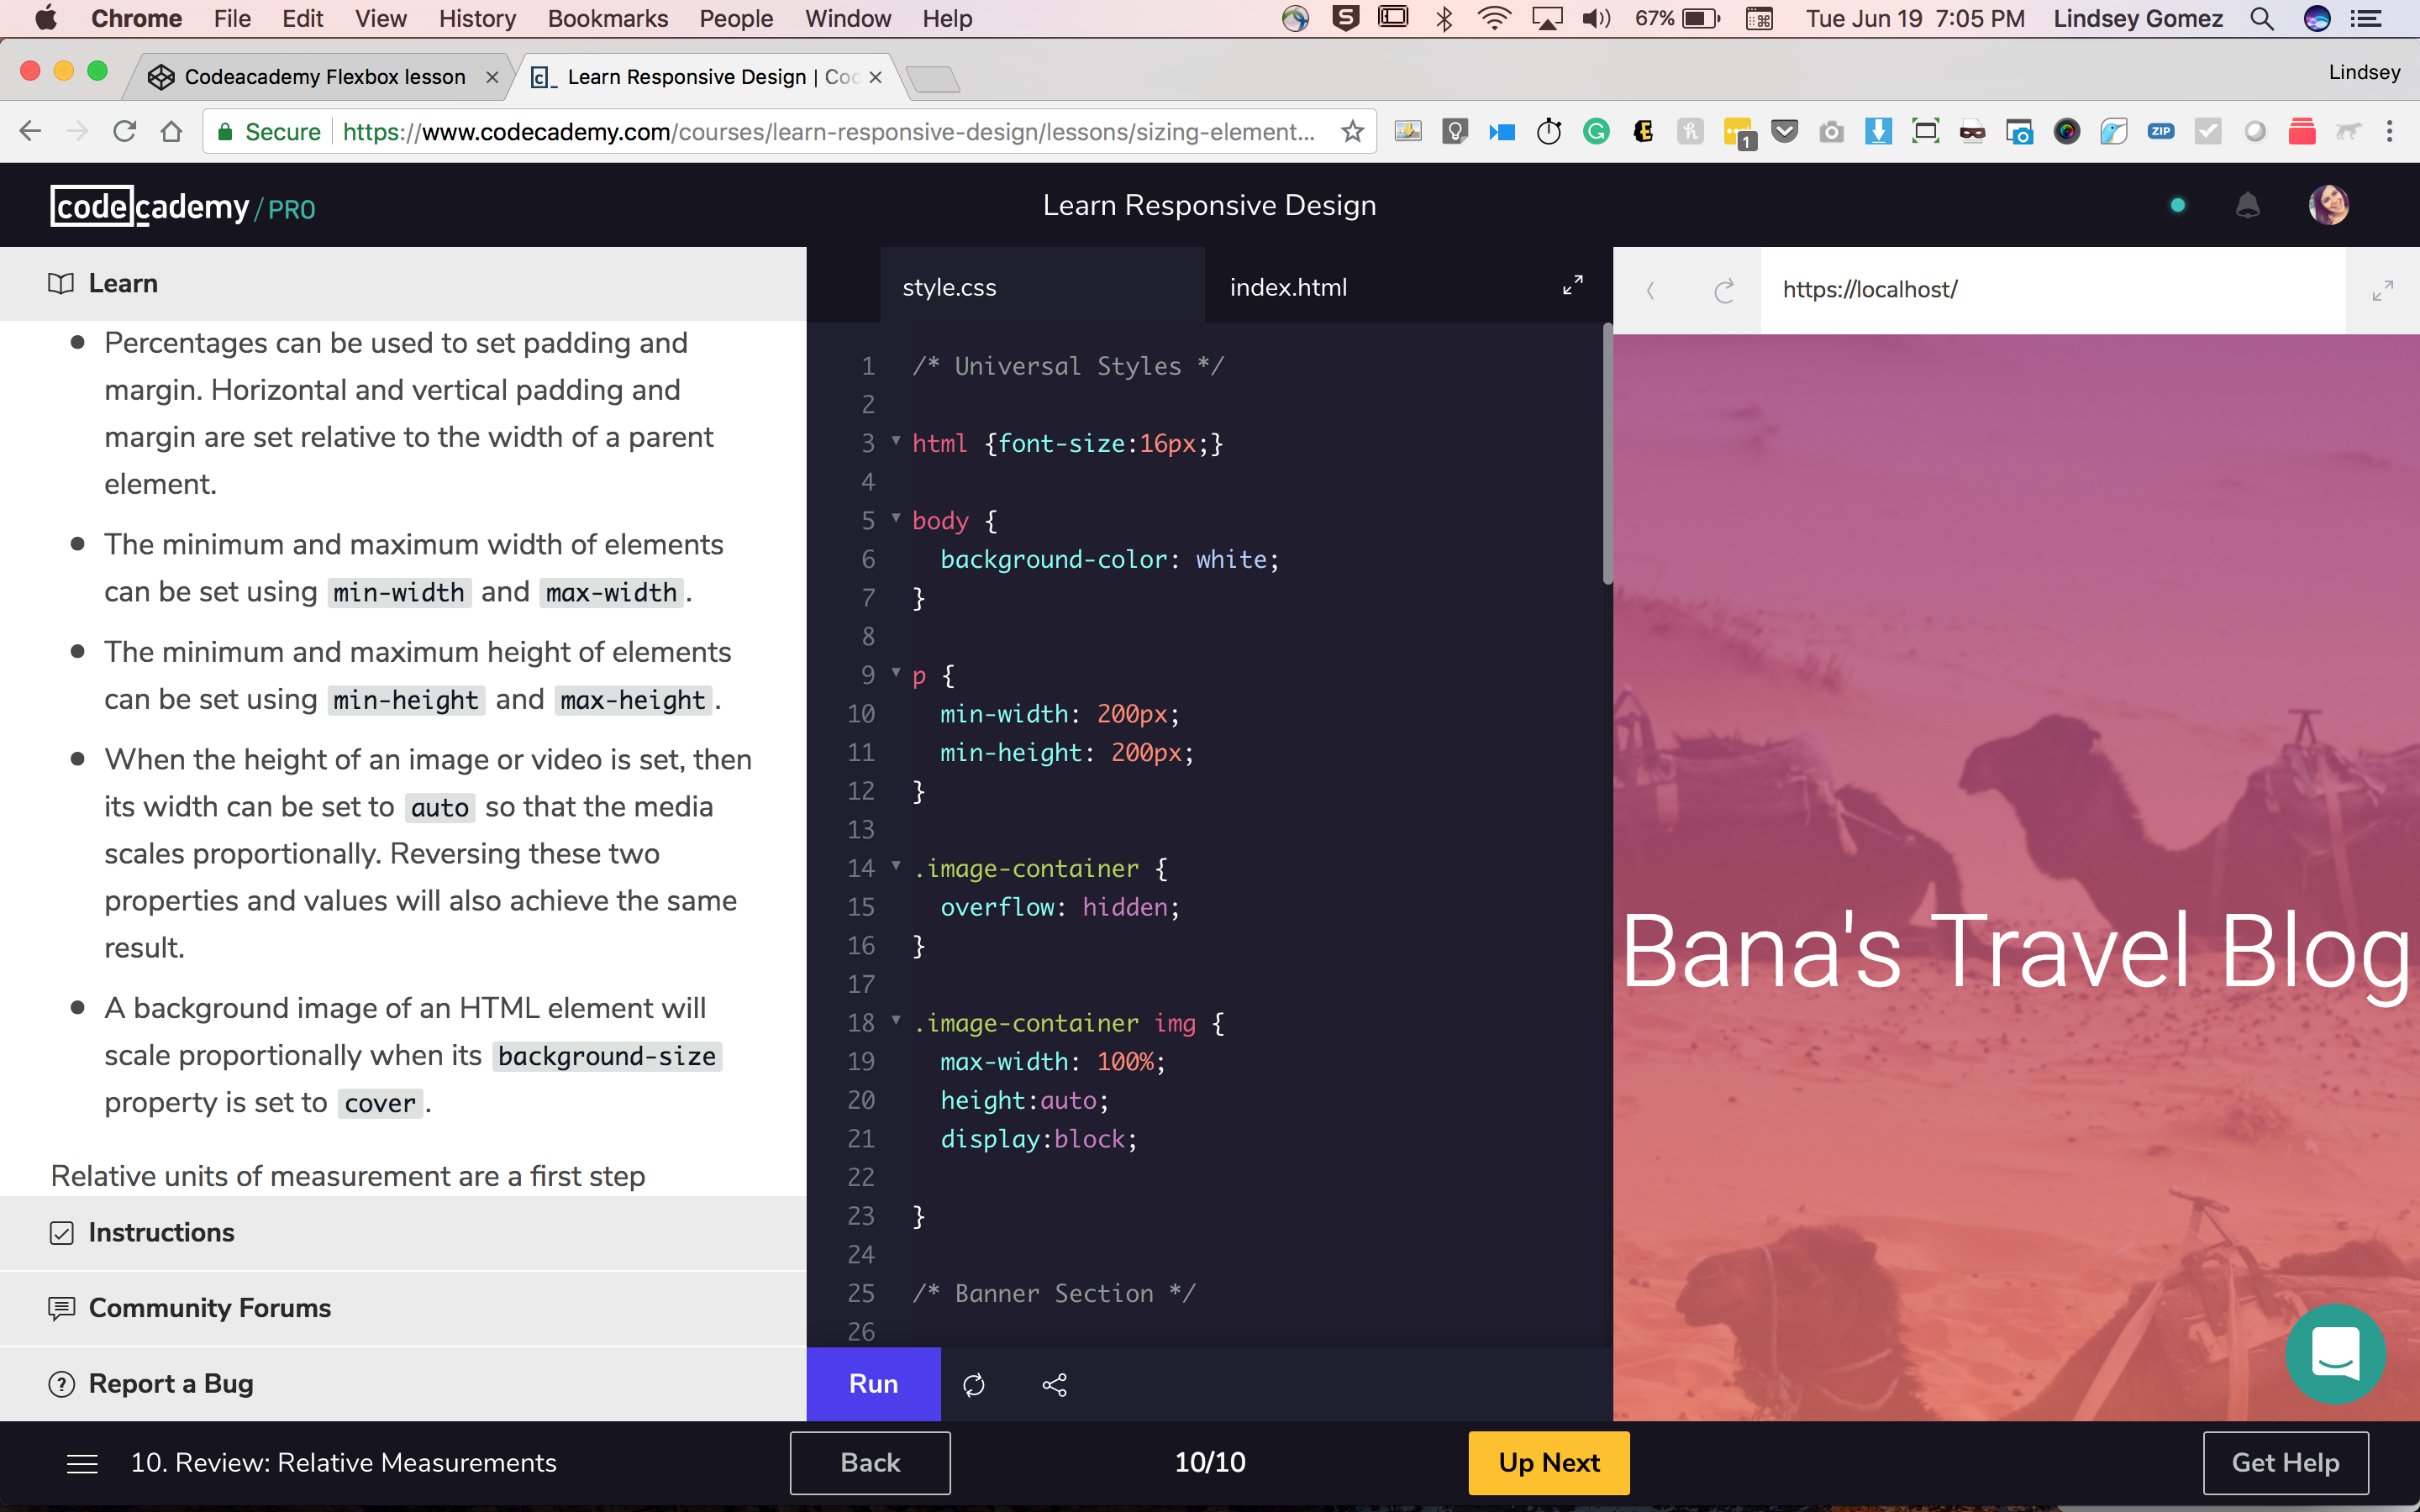 Chrome File Edit View History Bookmarks People Window Help 67% Tue Jun 19 7:05 PM Lindsey Gomez
Codeacademy Flexbox lesson Learn Responsive Design | Coc Lindsey
Secure https://www.codecademy.com/courses/learn-responsive-design/lessons/sizing-element... 1 ZIP
codecademy / PRO Learn Responsive Design
Learn
Percentages can be used to set padding and
margin. Horizontal and vertical padding and
margin are set relative to the width of a parent
element.
The minimum and maximum width of elements
can be set using min-width and max-width.
The minimum and maximum height of elements
can be set using min-height and max-height.
When the height of an image or video is set, then
its width can be set to auto so that the media
scales proportionally. Reversing these two
properties and values will also achieve the same
result.
A background image of an HTML element will
scale proportionally when its background-size
property is set to cover.
Relative units of measurement are a first step
Instructions
Community Forums
Report a Bug
style.css index.html
1 /* Universal Styles */
2
3 html {font-size:16px;}
4
5 body {
6 background-color: white;
7 }
8
9 p {
10 min-width: 200px;
11 min-height: 200px;
12 }
13
14 .image-container {
15 overflow: hidden;
16 }
17
18 .image-container img {
19 max-width: 100%;
20 height:auto;
21 display:block;
22
23 }
24
25 /* Banner Section */
26
Run
https://localhost/
Bana's Travel Blog
10. Review: Relative Measurements Back 10/10 Up Next Get Help